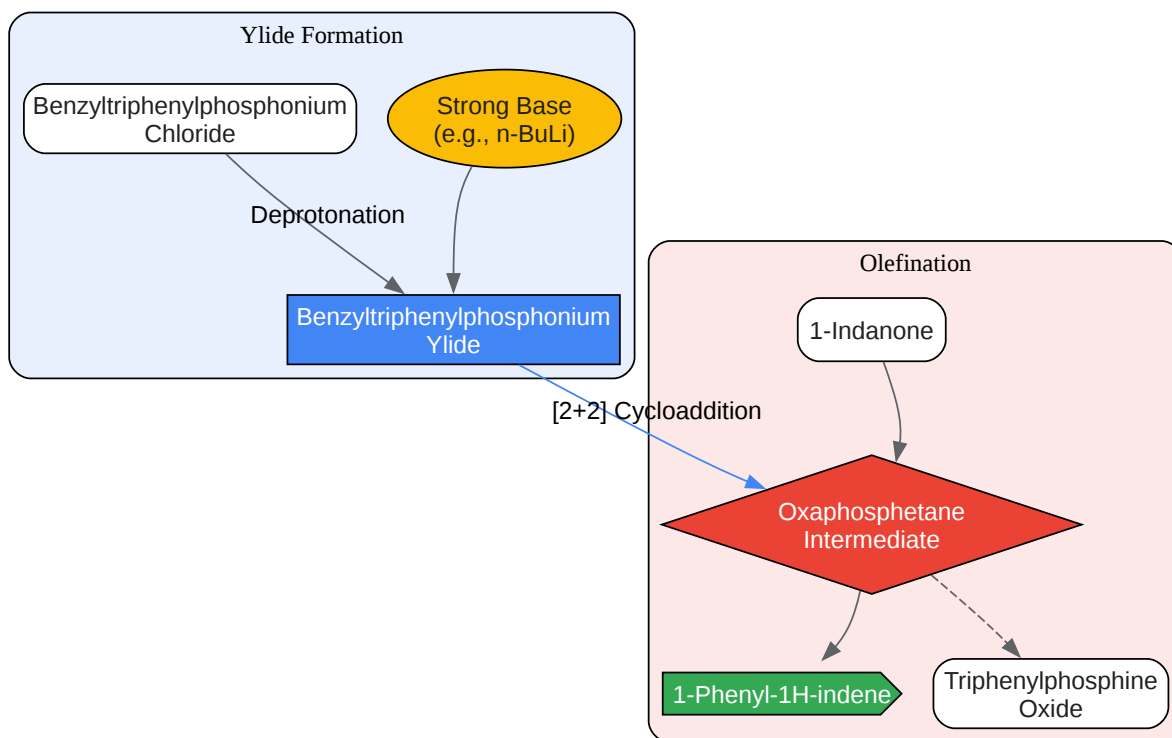 Ylide Formation
Benzyltriphenylphosphonium
Chloride
Strong Base
(e.g., n-BuLi)
Deprotonation
Benzyltriphenylphosphonium
Ylide
Olefination
1-Indanone
[2+2] Cycloaddition
Oxaphosphetane
Intermediate
1-Phenyl-1H-indene
Triphenylphosphine
Oxide